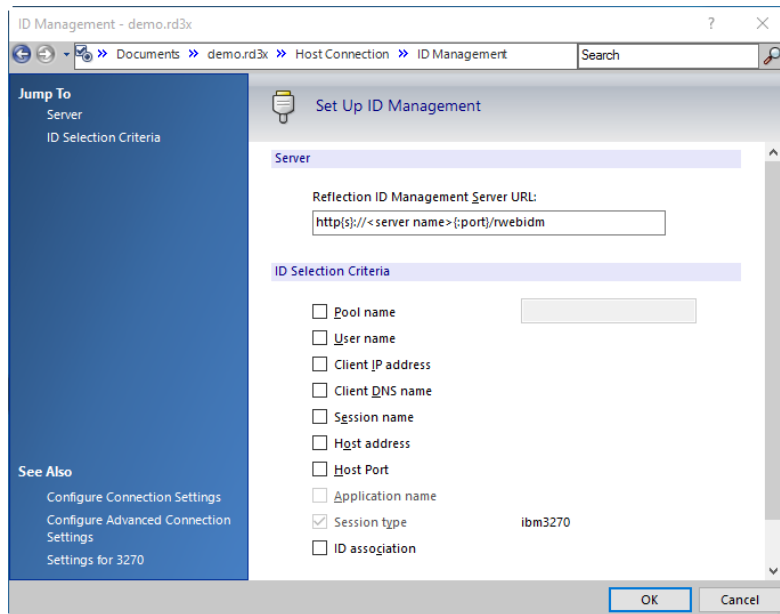 ID Management - demo.rd3x
Documents » demo.rd3x » Host Connection » ID Management
Search
Jump To
Server
ID Selection Criteria
Set Up ID Management
Server
Reflection ID Management Server URL:
http{s}://<server name>{:port}/rwebidm
ID Selection Criteria
Pool name
User name
Client IP address
Client DNS name
Session name
Host address
Host Port
Application name
Session type ibm3270
ID association
See Also
Configure Connection Settings
Configure Advanced Connection
Settings
Settings for 3270
OK Cancel